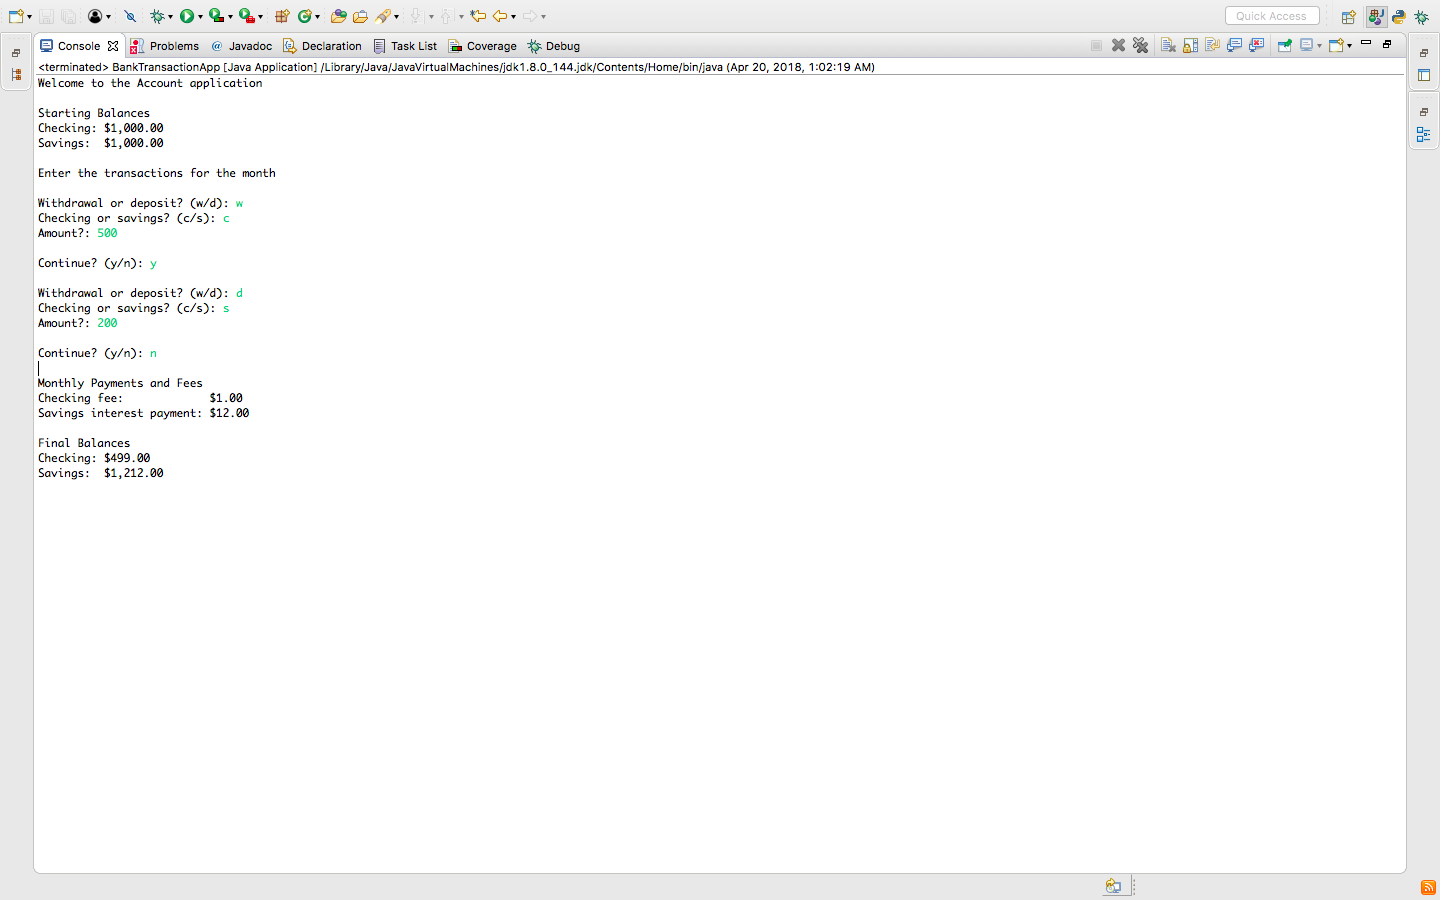 Quick Access
Console Problems @ Javadoc Declaration Task List Coverage Debug
<terminated> BankTransactionApp [Java Application] /Library/Java/JavaVirtualMachines/jdk1.8.0_144.jdk/Contents/Home/bin/java (Apr 20, 2018, 1:02:19 AM)
Welcome to the Account application
Starting Balances
Checking: $1,000.00
Savings:  $1,000.00
Enter the transactions for the month
Withdrawal or deposit? (w/d): w
Checking or savings? (c/s): c
Amount?: 500
Continue? (y/n): y
Withdrawal or deposit? (w/d): d
Checking or savings? (c/s): s
Amount?: 200
Continue? (y/n): n
Monthly Payments and Fees
Checking fee:             $1.00
Savings interest payment: $12.00
Final Balances
Checking: $499.00
Savings:  $1,212.00